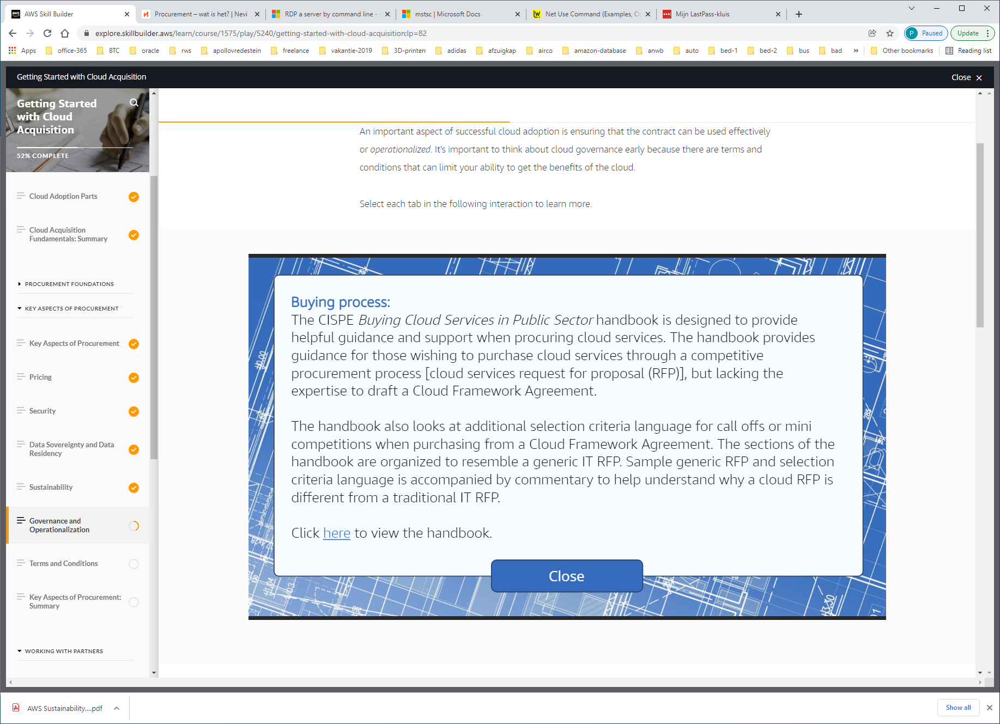 AWS Skill Builder
Procurement – wat is het? | Nevi
RDP a server by command line -
mstsc | Microsoft Docs
Net Use Command (Examples, O
Mijn LastPass-kluis
explore.skillbuilder.aws/learn/course/1575/play/5240/getting-started-with-cloud-acquisition;lp=82
P Paused
Update
Apps office-365 BTC oracle rws apollovredestein freelance vakantie-2019 3D-printen adidas afzuigkap airco amazon-database anwb auto bed-1 bed-2 bus bad » Other bookmarks Reading list
Getting Started with Cloud Acquisition
Close
Getting Started
with Cloud
Acquisition
52% COMPLETE
Cloud Adoption Parts
Cloud Acquisition
Fundamentals: Summary
PROCUREMENT FOUNDATIONS
KEY ASPECTS OF PROCUREMENT
Key Aspects of Procurement
Pricing
Security
Data Sovereignty and Data
Residency
Sustainability
Governance and
Operationalization
Terms and Conditions
Key Aspects of Procurement:
Summary
WORKING WITH PARTNERS
An important aspect of successful cloud adoption is ensuring that the contract can be used effectively
or operationalized. It's important to think about cloud governance early because there are terms and
conditions that can limit your ability to get the benefits of the cloud.
Select each tab in the following interaction to learn more.
Buying process:
The CISPE Buying Cloud Services in Public Sector handbook is designed to provide
helpful guidance and support when procuring cloud services. The handbook provides
guidance for those wishing to purchase cloud services through a competitive
procurement process [cloud services request for proposal (RFP)], but lacking the
expertise to draft a Cloud Framework Agreement.
The handbook also looks at additional selection criteria language for call offs or mini
competitions when purchasing from a Cloud Framework Agreement. The sections of the
handbook are organized to resemble a generic IT RFP. Sample generic RFP and selection
criteria language is accompanied by commentary to help understand why a cloud RFP is
different from a traditional IT RFP.
Click here to view the handbook.
Close
AWS Sustainability....pdf
Show all